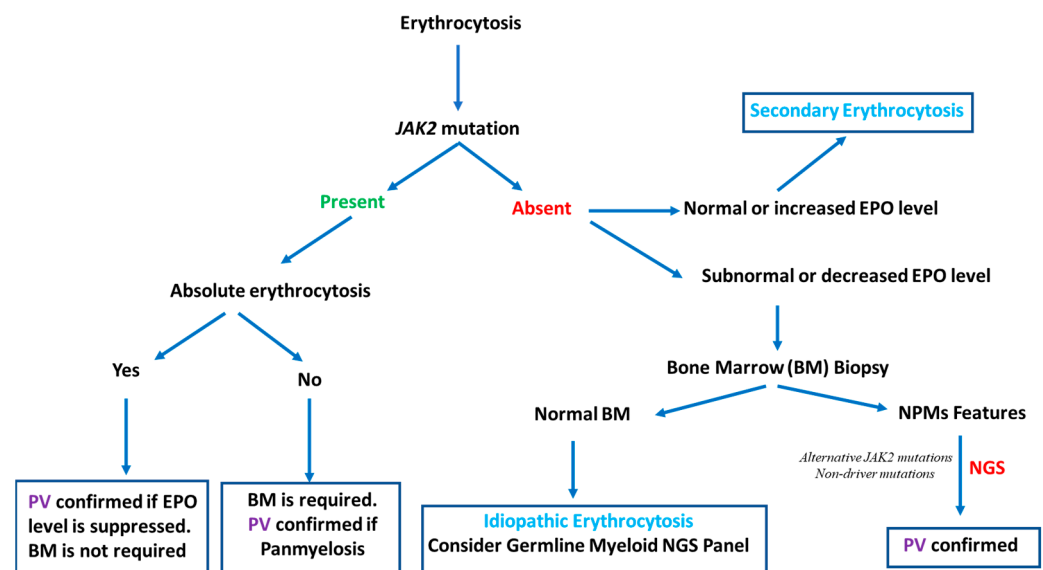 Erythrocytosis
JAK2 mutation
Secondary Erythrocytosis
Present
Absent
Normal or increased EPO level
Subnormal or decreased EPO level
Absolute erythrocytosis
Yes
No
Bone Marrow (BM) Biopsy
Normal BM
NPMs Features
Alternative JAK2 mutations
Non-driver mutations
NGS
PV confirmed if EPO
level is suppressed.
BM is not required
BM is required.
PV confirmed if
Panmyelosis
Idiopathic Erythrocytosis
Consider Germline Myeloid NGS Panel
PV confirmed